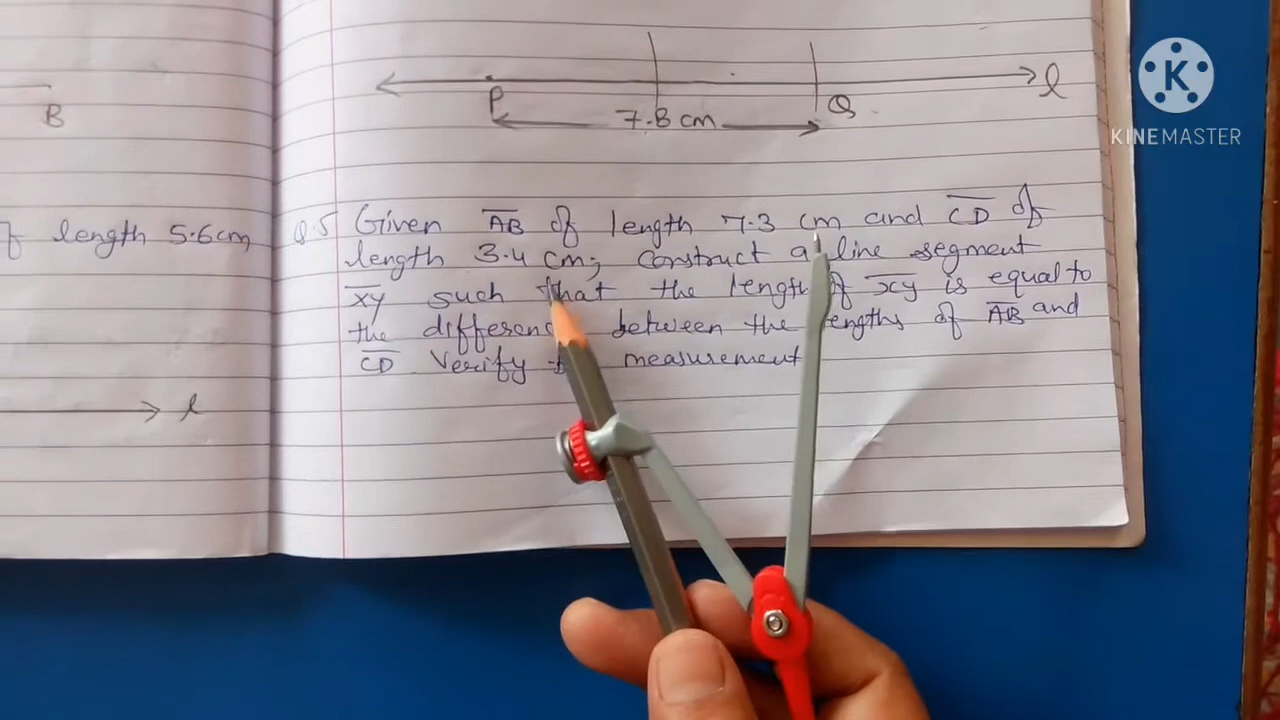 P
Q
l
7.8 cm
B
of length 5.6cm
l
Q.5 Given AB of length 7.3 cm and CD of
length 3.4 cm; construct a line segment
XY such that the length of XY is equal to
the between the lengths of AB and
CD. Verify measurement
K
KINEMASTER